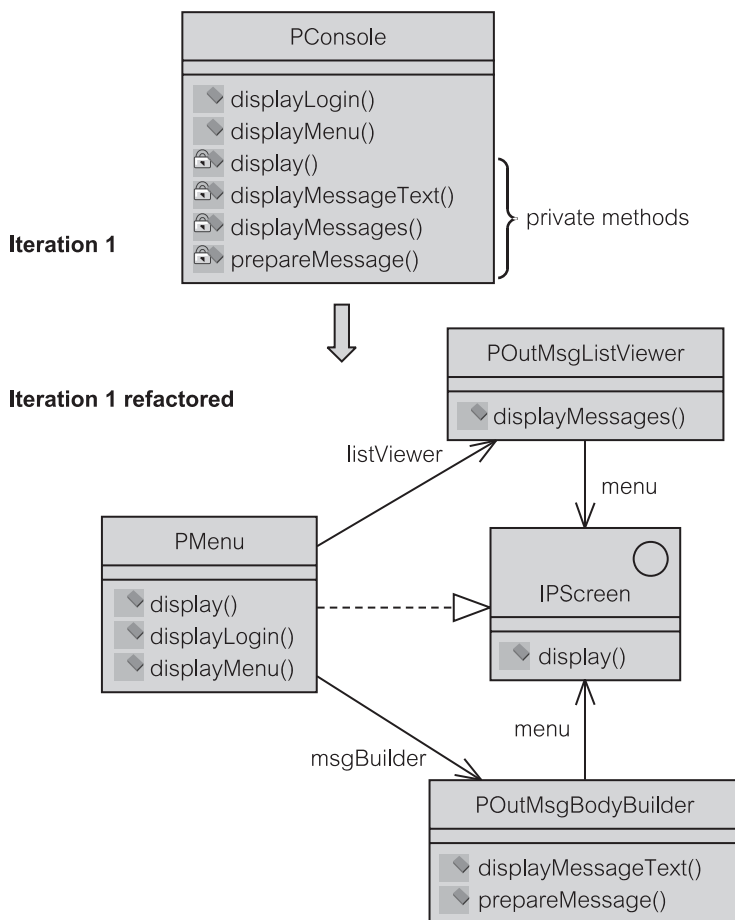 PConsole
displayLogin()
displayMenu()
display()
displayMessageText()
displayMessages()
prepareMessage()
private methods
Iteration 1
Iteration 1 refactored
POutMsgListViewer
displayMessages()
listViewer
menu
PMenu
display()
displayLogin()
displayMenu()
IPScreen
display()
menu
msgBuilder
POutMsgBodyBuilder
displayMessageText()
prepareMessage()